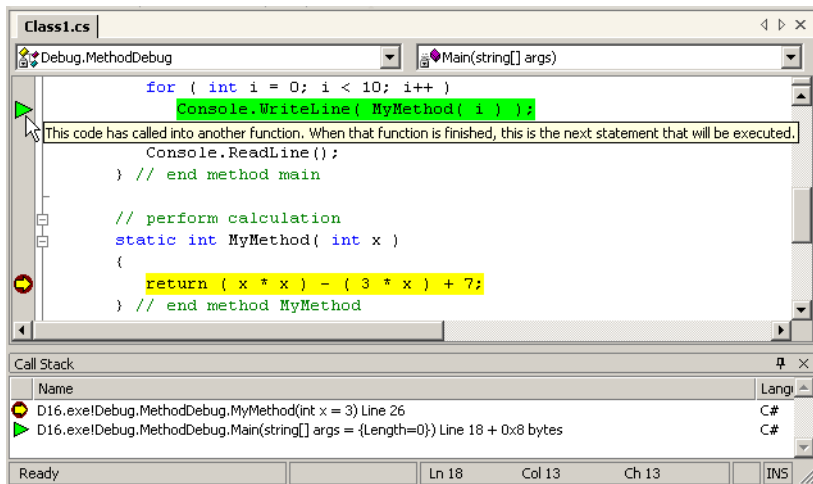 Class1.cs
Debug.MethodDebug
Main(string[] args)
for ( int i = 0; i < 10; i++ )
Console.WriteLine( MyMethod( i ) );
This code has called into another function. When that function is finished, this is the next statement that will be executed.
Console.ReadLine();
} // end method main
// perform calculation
static int MyMethod( int x )
{
return ( x * x ) - ( 3 * x ) + 7;
} // end method MyMethod
Call Stack
Name
D16.exe!Debug.MethodDebug.MyMethod(int x = 3) Line 26
C#
D16.exe!Debug.MethodDebug.Main(string[] args = {Length=0}) Line 18 + 0x8 bytes
C#
Ready
Ln 18
Col 13
Ch 13
INS